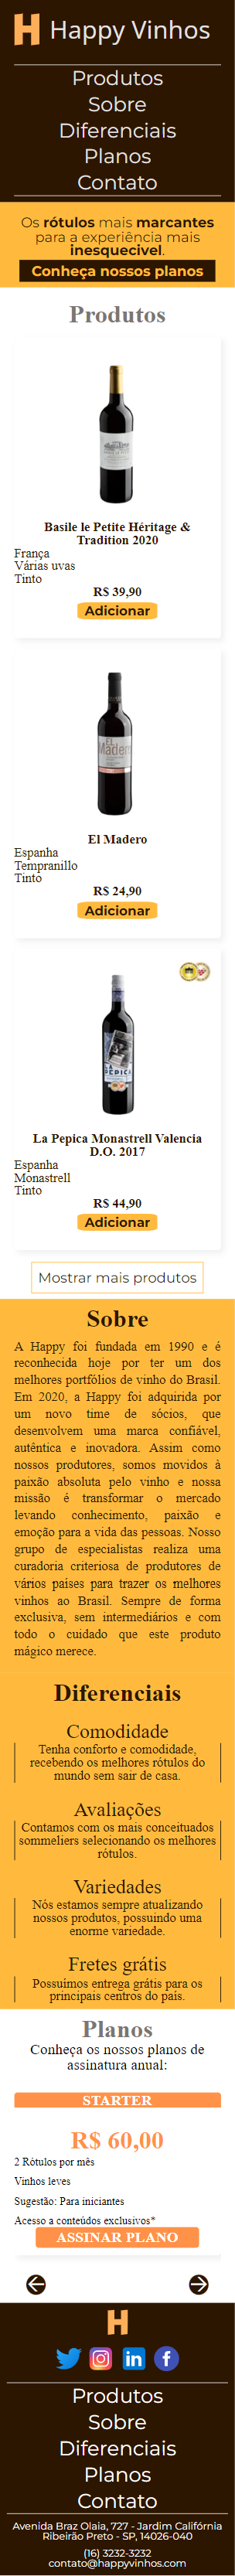 H Happy Vinhos
Produtos
Sobre
Diferenciais
Planos
Contato
Os rótulos mais marcantes
para a experiência mais
inesquecivel.
Conheça nossos planos
Produtos
Basile le Petite Héritage &
Tradition 2020
França
Várias uvas
Tinto
R$ 39,90
Adicionar
EL
Madero
El Madero
Espanha
Tempranillo
Tinto
R$ 24,90
Adicionar
LA
PEPICA
La Pepica Monastrell Valencia
D.O. 2017
Espanha
Monastrell
Tinto
R$ 44,90
Adicionar
Mostrar mais produtos
Sobre
A Happy foi fundada em 1990 e é
reconhecida hoje por ter um dos
melhores portfólios de vinho do Brasil.
Em 2020, a Happy foi adquirida por
um novo time de sócios, que
desenvolvem uma marca confiável,
autêntica e inovadora. Assim como
nossos produtores, somos movidos à
paixão absoluta pelo vinho e nossa
missão é transformar o mercado
levando conhecimento, paixão e
emoção para a vida das pessoas. Nosso
grupo de especialistas realiza uma
curadoria criteriosa de produtores de
vários países para trazer os melhores
vinhos ao Brasil. Sempre de forma
exclusiva, sem intermediários e com
todo o cuidado que este produto
mágico merece.
Diferenciais
Comodidade
Tenha conforto e comodidade,
recebendo os melhores rótulos do
mundo sem sair de casa.
Avaliações
Contamos com os mais conceituados
sommeliers selecionando os melhores
rótulos.
Variedades
Nós estamos sempre atualizando
nossos produtos, possuindo uma
enorme variedade.
Fretes grátis
Possuímos entrega grátis para os
principais centros do país.
Planos
Conheça os nossos planos de
assinatura anual:
STARTER
R$ 60,00
2 Rótulos por mês
Vinhos leves
Sugestão: Para iniciantes
Acesso a conteúdos exclusivos*
ASSINAR PLANO
H
Produtos
Sobre
Diferenciais
Planos
Contato
Avenida Braz Olaia, 727 - Jardim Califórnia
Ribeirão Preto - SP, 14026-040
(16) 3232-3232
contato@happyvinhos.com